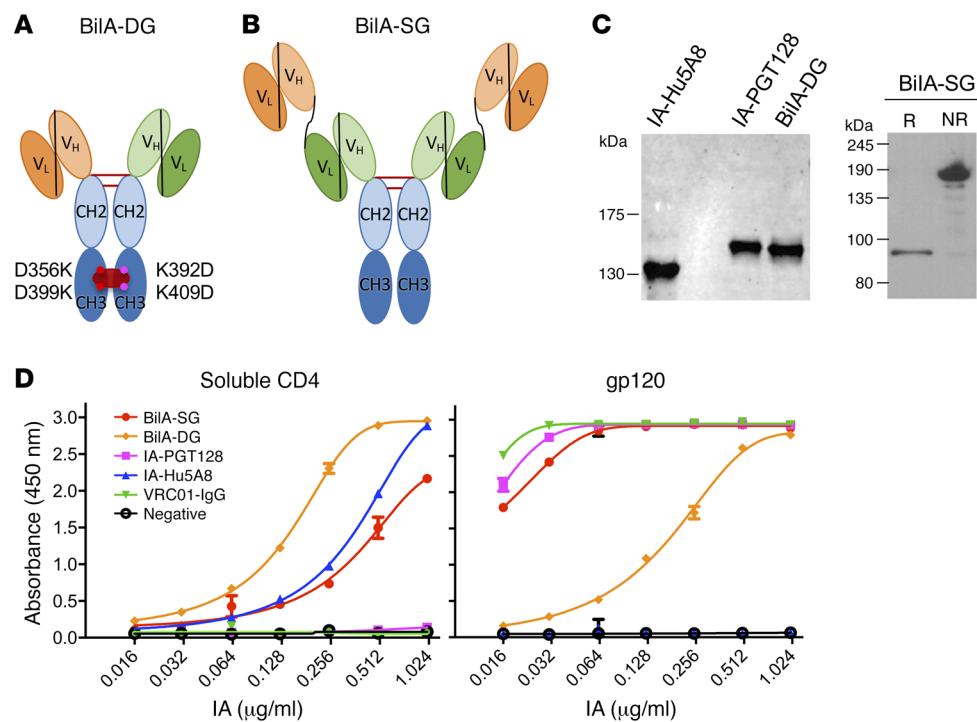 A
BiIA-DG
VH
VL
VH
VL
CH2
CH2
D356K
D399K
K392D
K409D
CH3
CH3
B
BiIA-SG
VH
VL
VH
VL
VH
VL
VH
VL
CH2
CH2
CH3
CH3
C
IA-Hu5A8
IA-PGT128
BiIA-DG
kDa
175
130
BiIA-SG
R NR
kDa
245
190
135
100
80
D
Soluble CD4
Absorbance (450 nm)
3.0
2.5
2.0
1.5
1.0
0.5
0.0
BiIA-SG
BiIA-DG
IA-PGT128
IA-Hu5A8
VRC01-IgG
Negative
0.016 0.032 0.064 0.128 0.256 0.512 1.024
IA (μg/ml)
gp120
0.016 0.032 0.064 0.128 0.256 0.512 1.024
IA (μg/ml)